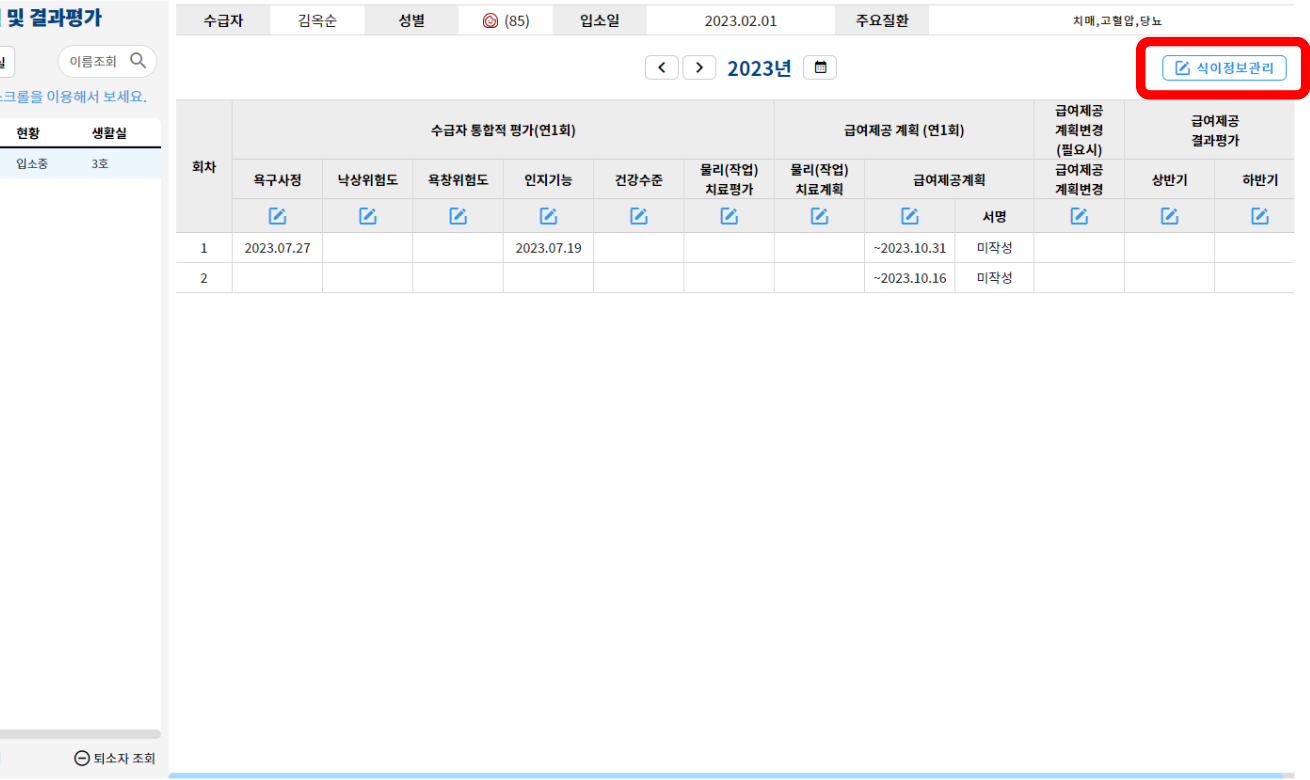 및 결과평가
이름조회
스크롤을 이용해서 보세요.
현황 생활실
입소중 3호
퇴소자 조회
수급자 김옥순 성별 (85) 입소일 2023.02.01 주요질환 치매,고혈압,당뇨
2023년
식이정보관리
회차
수급자 통합적 평가(연1회)
급여제공 계획 (연1회)
급여제공
계획변경
(필요시)
급여제공
결과평가
욕구사정 낙상위험도 욕창위험도 인지기능 건강수준
물리(작업)
치료평가
물리(작업)
치료계획
급여제공계획
급여제공
계획변경
상반기 하반기
서명
1 2023.07.27 2023.07.19 ~2023.10.31 미작성
2 ~2023.10.16 미작성